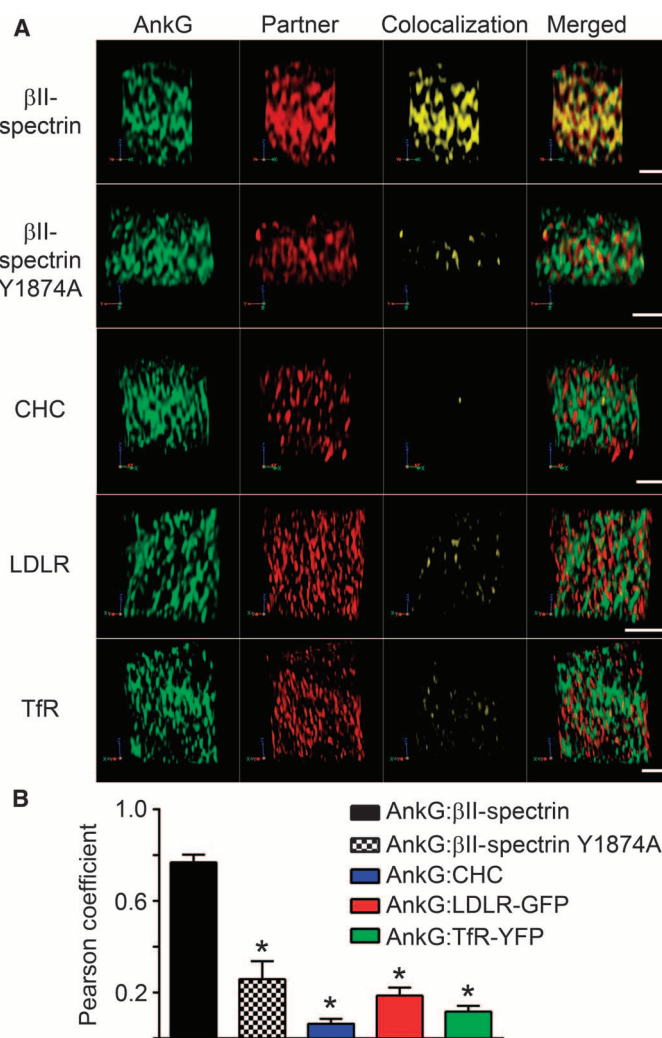 A
AnkG Partner Colocalization Merged
βII-
spectrin
βII-
spectrin
Y1874A
CHC
LDLR
TfR
B
Pearson coefficient
1.0
0.6
0.2
* * * *
AnkG:βII-spectrin
AnkG:βII-spectrin Y1874A
AnkG:CHC
AnkG:LDLR-GFP
AnkG:TfR-YFP